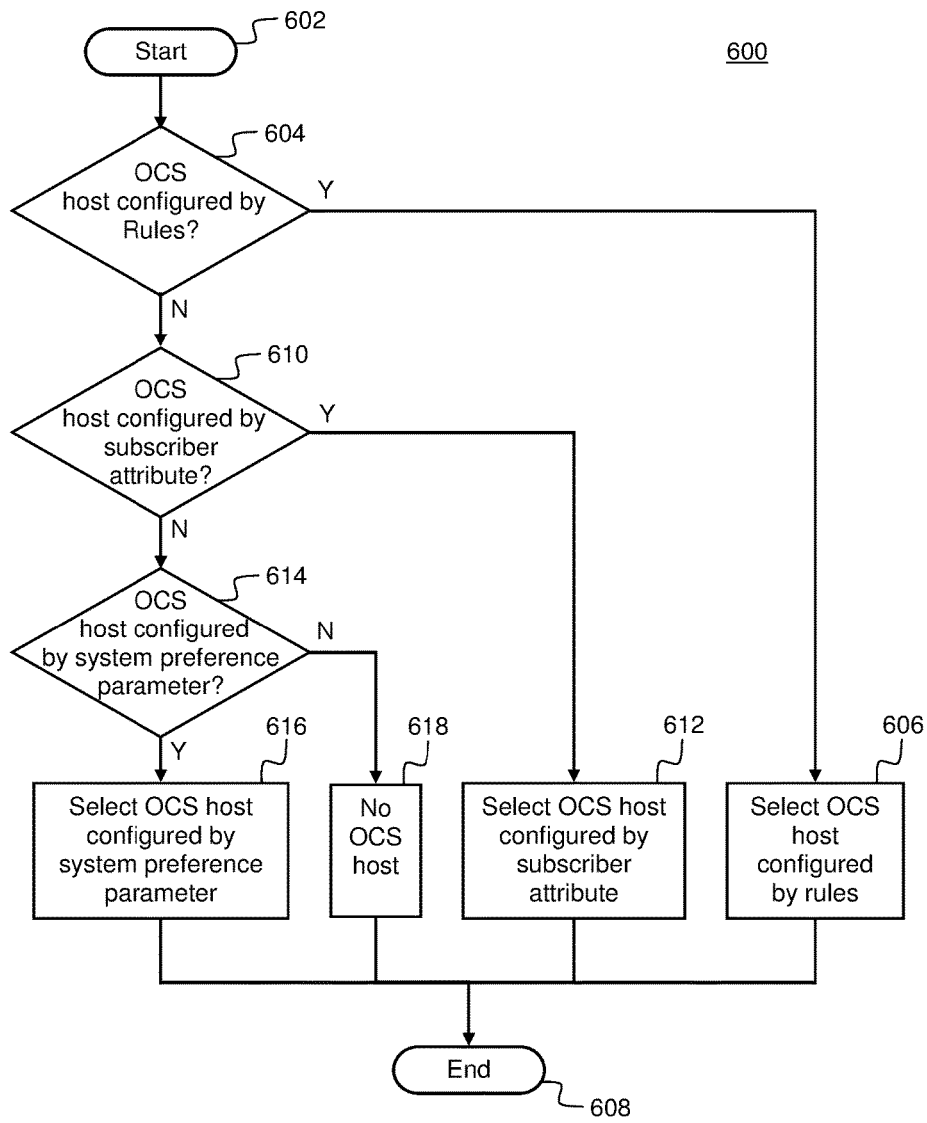 602
Start
600
604
OCS
host configured by
Rules?
Y
N
610
OCS
host configured by
subscriber
attribute?
Y
N
614
OCS
host configured
by system preference
parameter?
N
Y
616
Select OCS host
configured by
system preference
parameter
618
No
OCS
host
612
Select OCS host
configured by
subscriber
attribute
606
Select OCS
host
configured
by rules
End
608